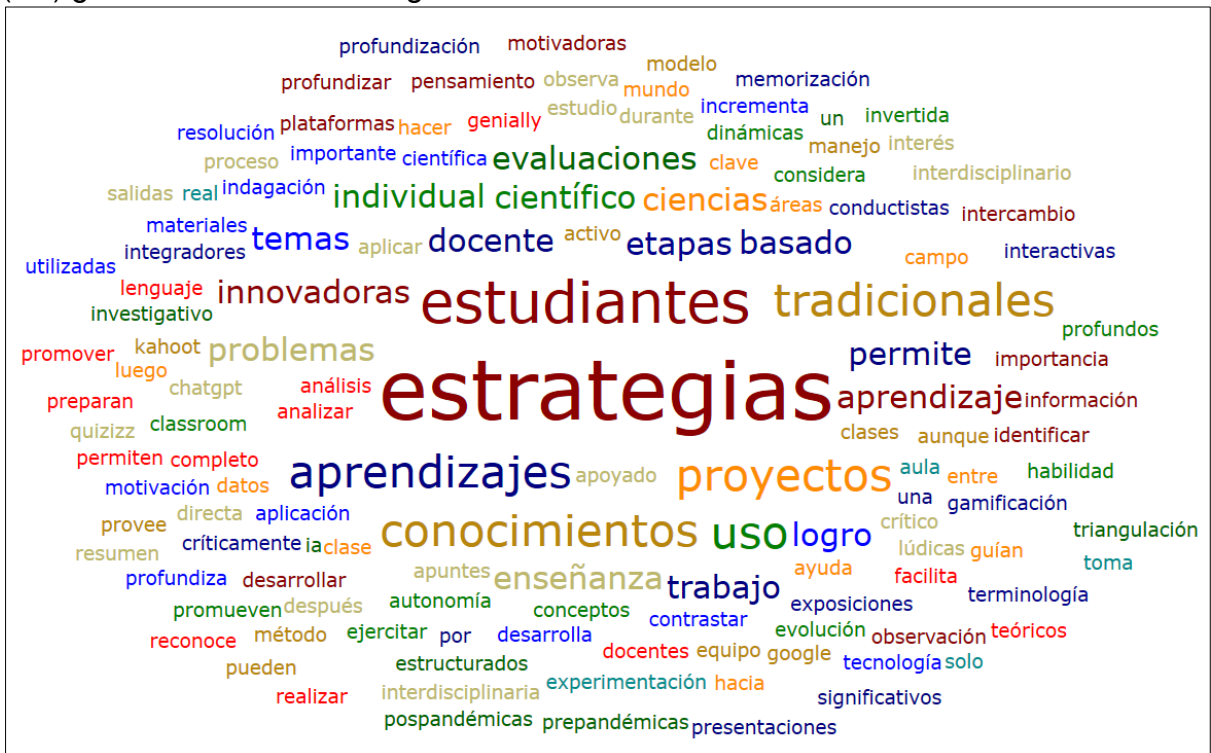 profundización motivadoras
modelo
profundizar pensamiento observa mundo memorización
estudio durante incrementa un invertida
resolución plataformas hacer genially dinámicas
proceso importante científica evaluaciones clave manejo interés
considera interdisciplinario
salidas real indagación individual científico ciencias áreas conductistas intercambio
materiales temas aplicar docente activo etapas basado
integradores campo interactivas
utilizadas
lenguaje innovadoras estudiantes tradicionales
investigativo profundos
promover kahoot problemas permite importancia
luego
chatgpt análisis estrategias aprendizaje información
preparan analizar
quizizz classroom clases aunque identificar
permiten completo aprendizajes apoyado proyectos aula entre habilidad
motivación datos una gamificación
provee directa aplicación conocimientos uso logro crítico triangulación
resumen críticamente ia clase lúdicas guían toma
profundiza desarrollar apuntes enseñanza trabajo ayuda facilita terminología
promueven después autonomía conceptos contrastar exposiciones
reconoce método ejercitar por desarrolla evolución observación teóricos
pueden estructurados docentes equipo google tecnología solo
realizar interdisciplinaria experimentación hacia significativos
pospandémicas prepandémicas presentaciones